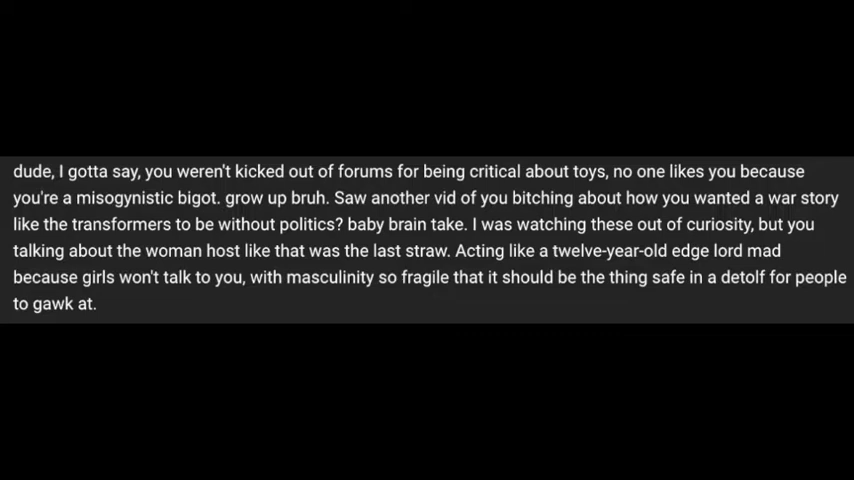 dude, I gotta say, you weren't kicked out of forums for being critical about toys, no one likes you because
you're a misogynistic bigot. grow up bruh. Saw another vid of you bitching about how you wanted a war story
like the transformers to be without politics? baby brain take. I was watching these out of curiosity, but you
talking about the woman host like that was the last straw. Acting like a twelve-year-old edge lord mad
because girls won't talk to you, with masculinity so fragile that it should be the thing safe in a detolf for people
to gawk at.